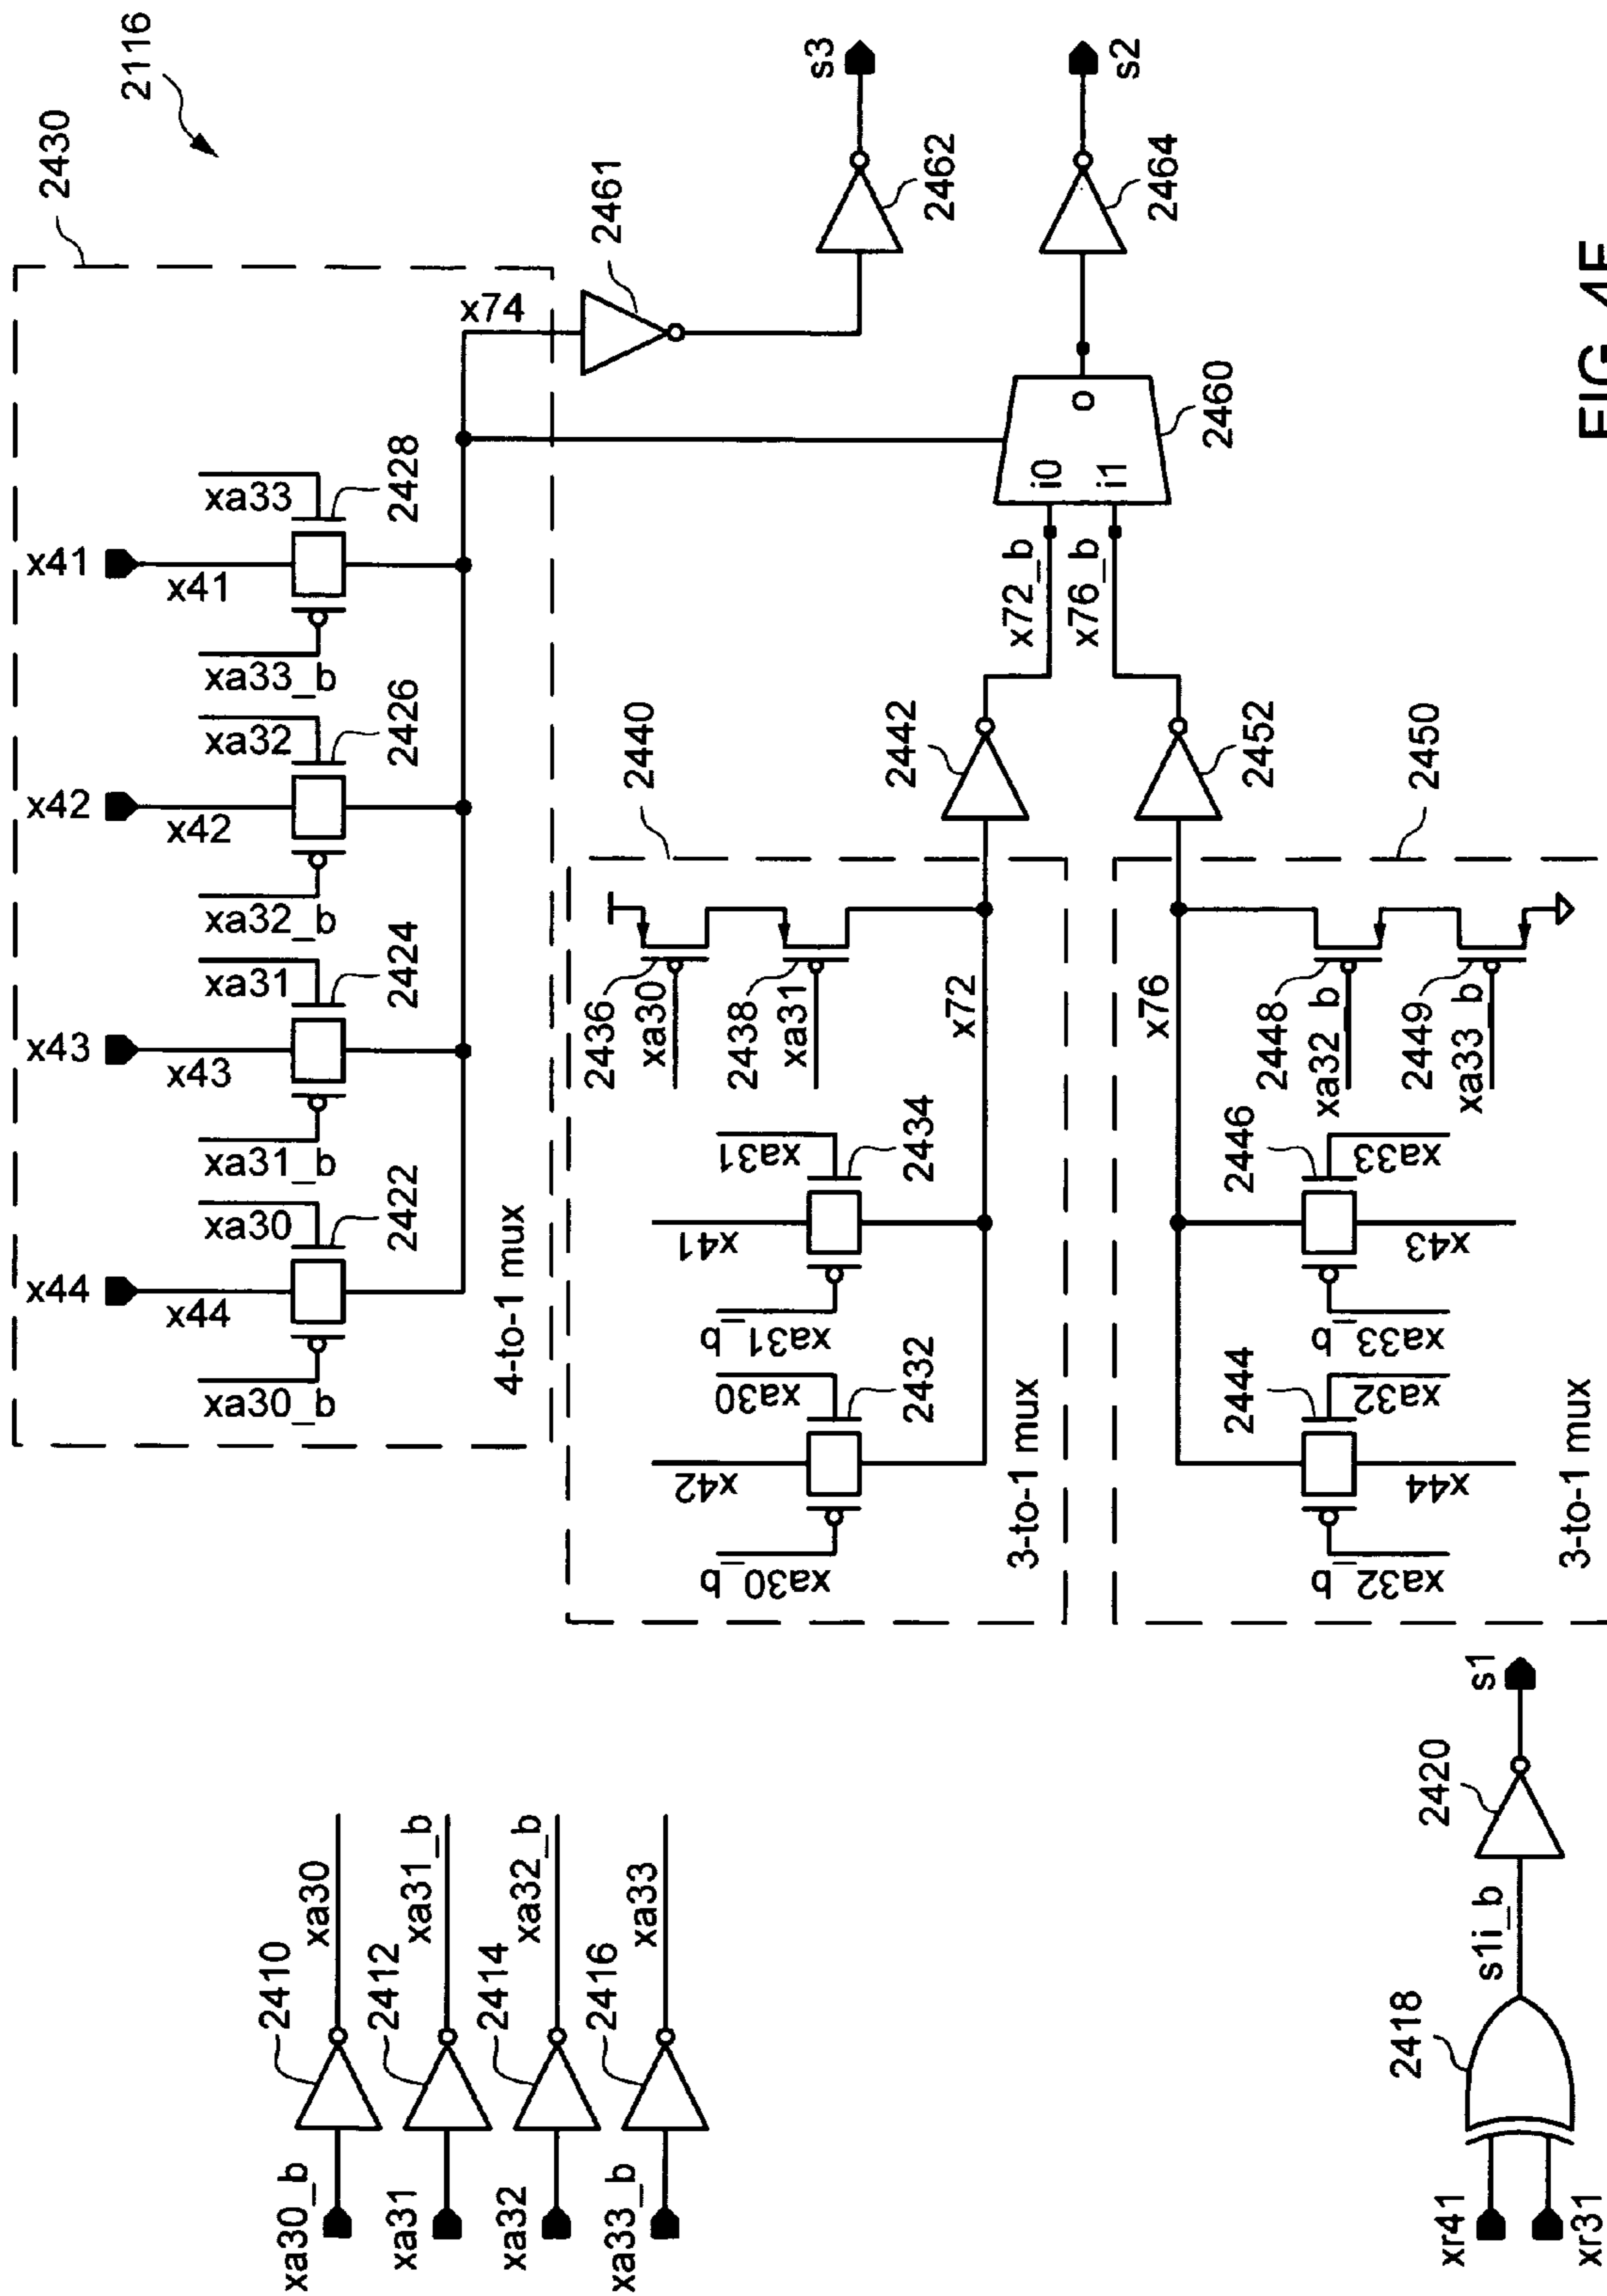 2116
2430
x44
x43
x42
x41
x44
x43
x42
x41
xa30_b
xa30
xa31_b
xa31
xa32_b
xa32
xa33_b
xa33
2422
2424
2426
2428
x74
4-to-1 mux
2461
s3
2462
s2
2464
2410
xa30_b
xa30
2412
xa31
xa31_b
2414
xa32
xa32_b
2416
xa33_b
xa33
2440
x42
x41
xa30_b
xa30
xa31_b
xa31
2432
2434
2436
xa30
2438
xa31
x72
3-to-1 mux
2442
x72_b
x76_b
i0
i1
o
2460
2452
2450
x76
2444
2446
2448
xa32_b
2449
xa33_b
xa32_b
xa32
xa33_b
xa33
x44
x43
3-to-1 mux
xr41
xr31
2418
s1i_b
2420
s1